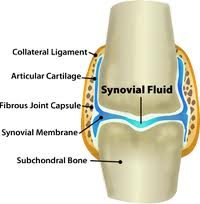 Collateral Ligament
Articular Cartilage
Synovial Fluid
Fibrous Joint Capsule
Synovial Membrane
Subchondral Bone